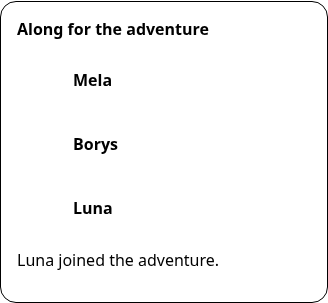 Along for the adventure
Mela
Borys
Luna
Luna joined the adventure.